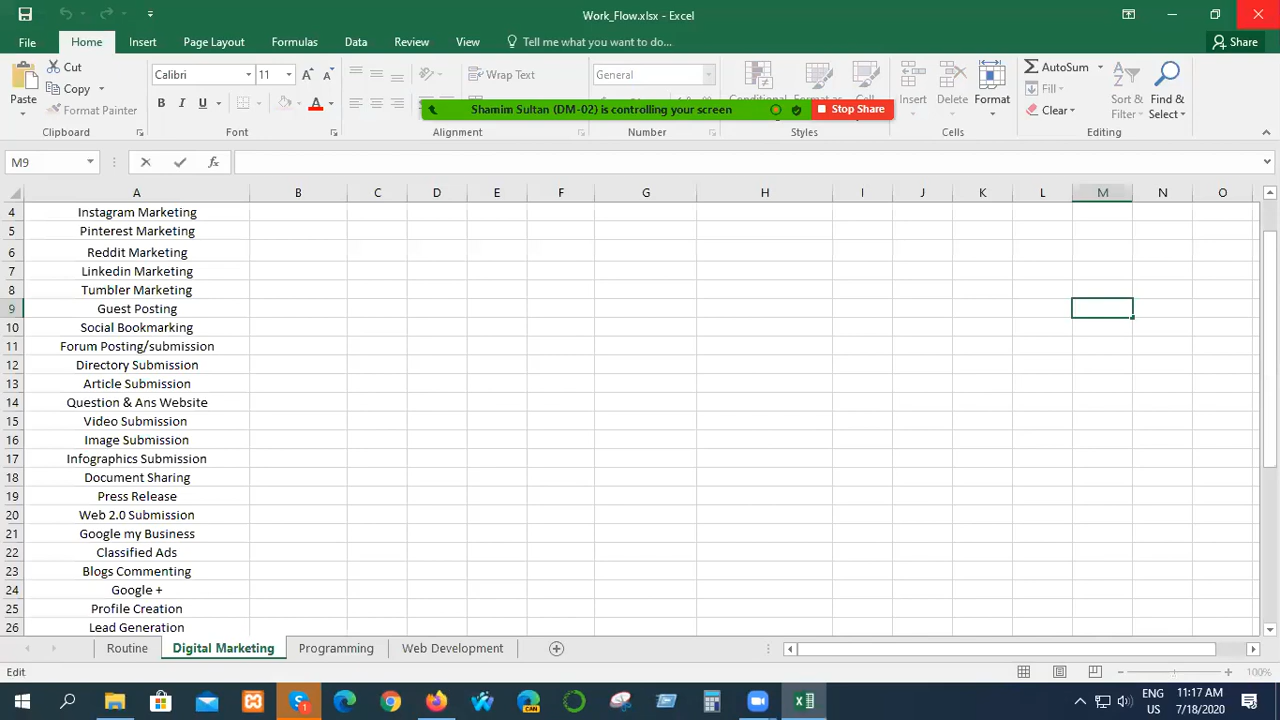 Work_Flow.xlsx - Excel
File Home Insert Page Layout Formulas Data Review View Tell me what you want to do... Share
Paste Cut Copy Format Painter Clipboard
Calibri 11 B I U A Font
Wrap Text Alignment
General Number
Styles
Insert Delete Format Cells
AutoSum Fill Clear Sort & Filter Find & Select Editing
Shamim Sultan (DM-02) is controlling your screen Stop Share
M9 fx
A B C D E F G H I J K L M N O
4 Instagram Marketing
5 Pinterest Marketing
6 Reddit Marketing
7 Linkedin Marketing
8 Tumbler Marketing
9 Guest Posting
10 Social Bookmarking
11 Forum Posting/submission
12 Directory Submission
13 Article Submission
14 Question & Ans Website
15 Video Submission
16 Image Submission
17 Infographics Submission
18 Document Sharing
19 Press Release
20 Web 2.0 Submission
21 Google my Business
22 Classified Ads
23 Blogs Commenting
24 Google +
25 Profile Creation
26 Lead Generation
Routine Digital Marketing Programming Web Development
Edit 100%
ENG 11:17 AM
US 7/18/2020